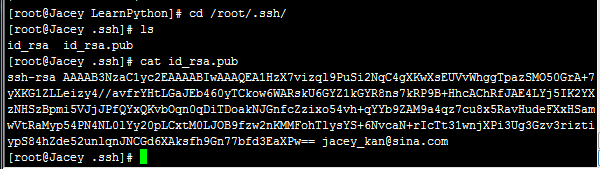 [root@Jacey LearnPython]# cd /root/.ssh/
[root@Jacey .ssh]# ls
id_rsa  id_rsa.pub
[root@Jacey .ssh]# cat id_rsa.pub
ssh-rsa AAAAB3NzaC1yc2EAAAABIwAAAQEA1HzX7vizql9PuSi2NqC4gXKwXsEUVvWhggTpazSMO50GrA+7
yXKG1ZLLeizy4//avfrYHtLGaJEb460yTCkow6WARskU6GYZ1kGYR8ns7kRP9B+HhcAChRfJAE4LYj5IK2YX
zNHSzBpmi5VJjJPfQYxQKvbOqn0qDiTDoakNJGnfcZzixo54vh+qYYb9ZAM9a4qz7cu8x5RavHudeFXxHSam
wVtRaMyp54PN4NL0lYy20pLCxtM0LJOB9fzw2nKMMFohTlysYS+6NvcaN+rIcTt31wnjXPi3Ug3Gzv3rizti
ypS84hZde52unlqnJNCGd6XAksfh9Gn77bfd3EaXPw== jacey_kan@sina.com
[root@Jacey .ssh]#